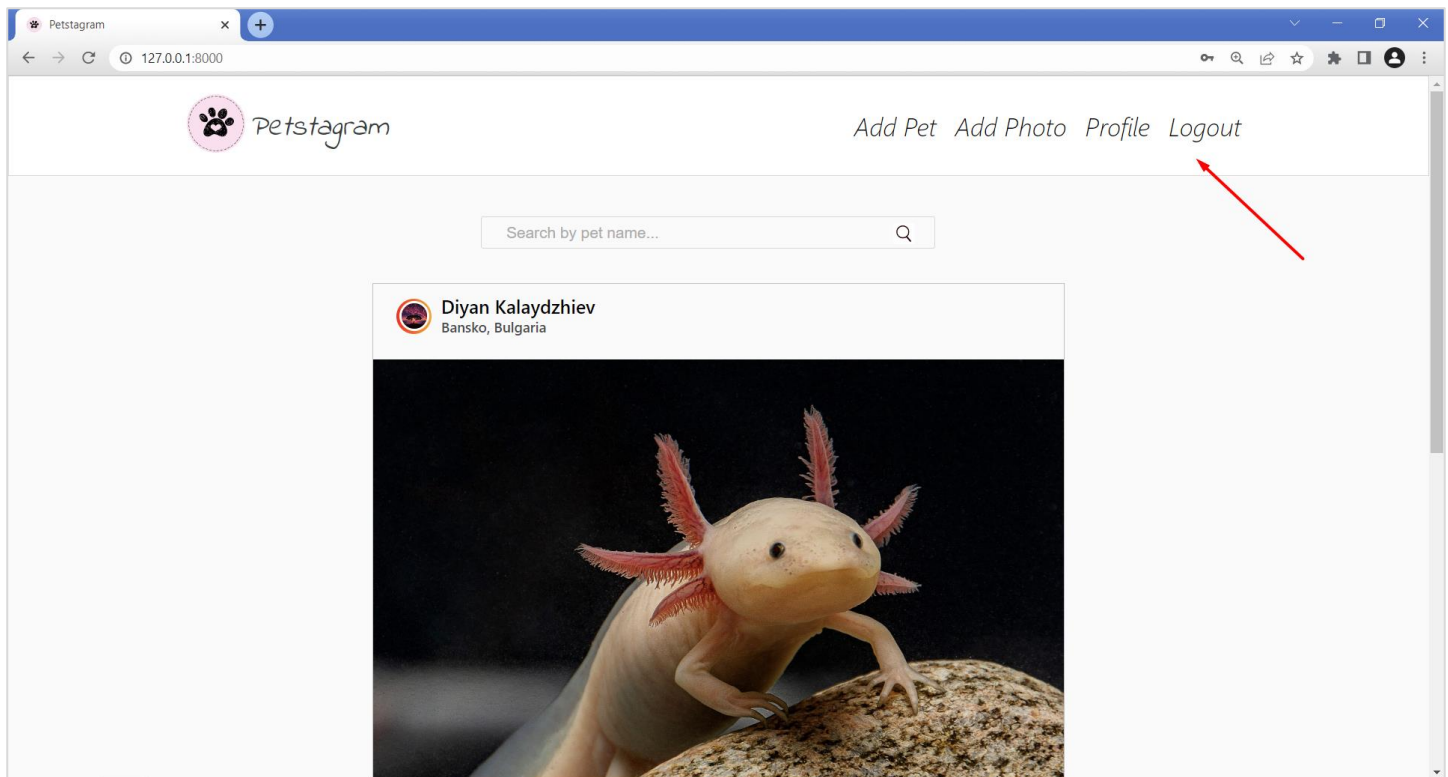 Petstagram
127.0.0.1:8000
Petstagram
Add Pet Add Photo Profile Logout
Search by pet name...
Diyan Kalaydzhiev
Bansko, Bulgaria